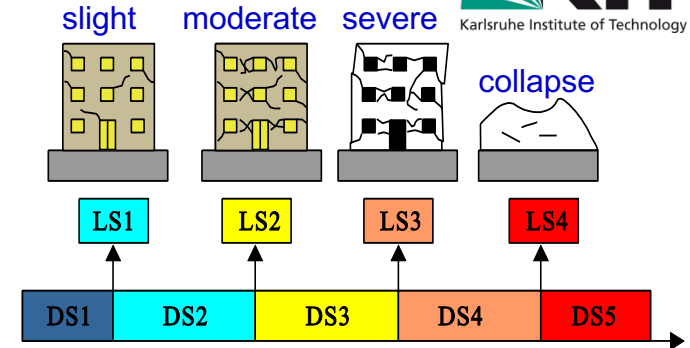 slight moderate severe
Karlsruhe Institute of Technology
collapse
LS1 LS2 LS3 LS4
DS1 DS2 DS3 DS4 DS5